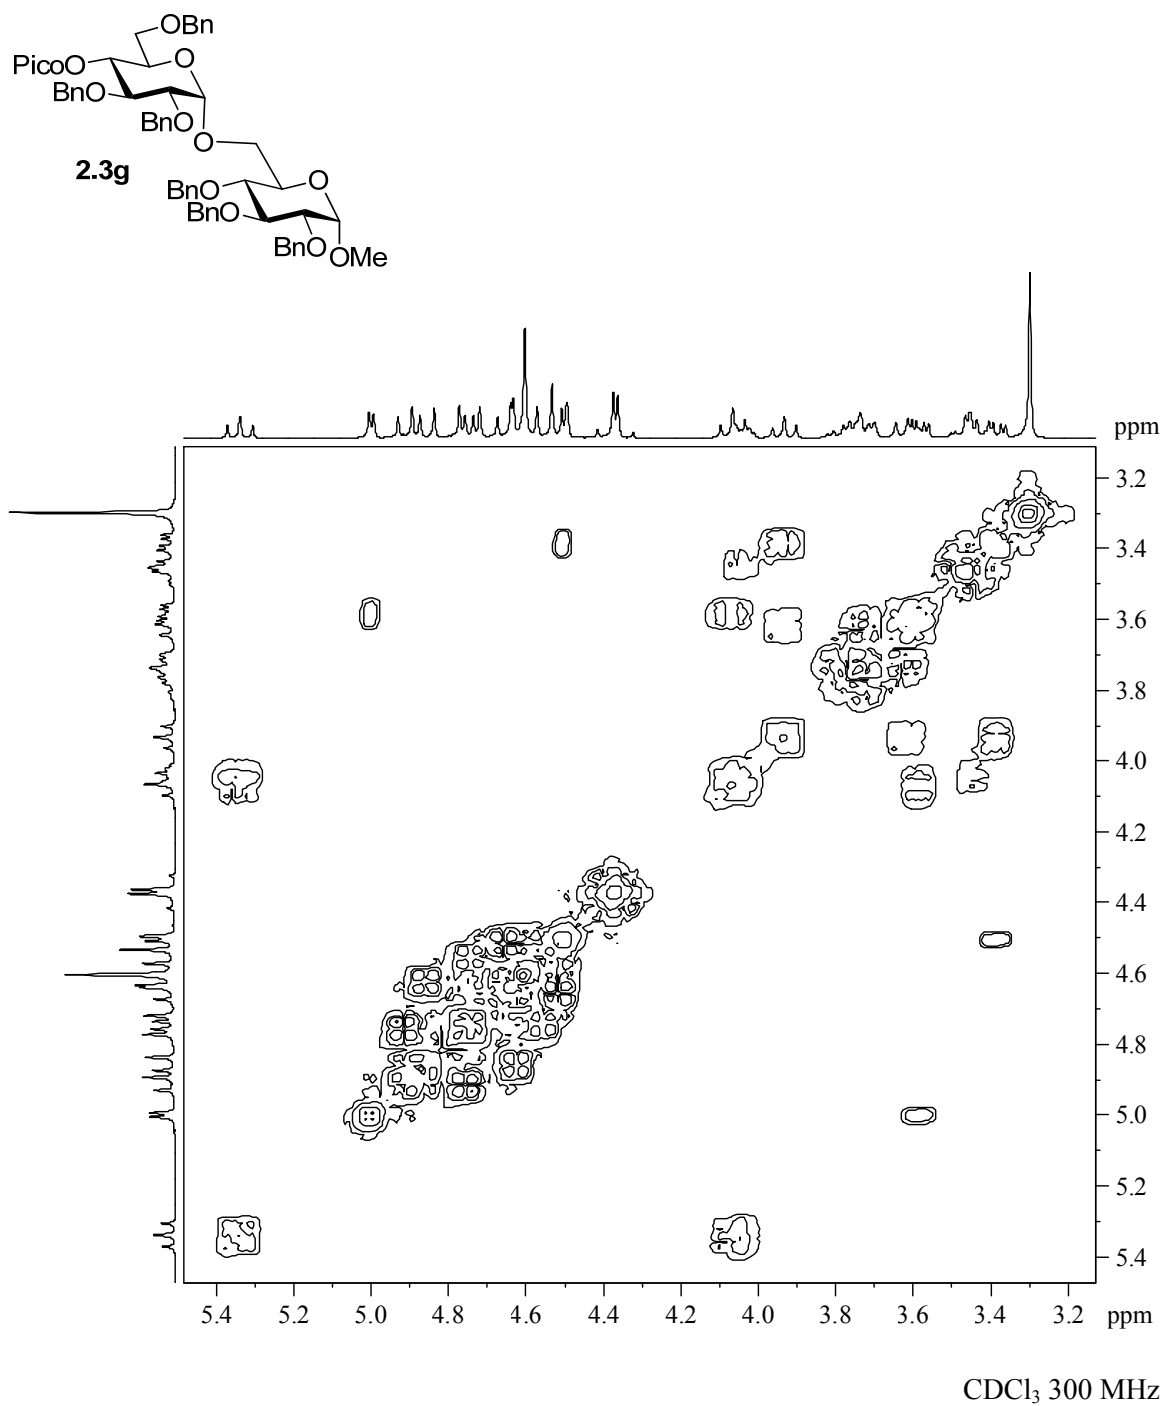 OBn
PicoO
O
BnO
BnO
O
2.3g
BnO
O
BnO
BnO
OMe
ppm
3.2
3.4
3.6
3.8
4.0
4.2
4.4
4.6
4.8
5.0
5.2
5.4
5.4 5.2 5.0 4.8 4.6 4.4 4.2 4.0 3.8 3.6 3.4 3.2 ppm
CDCl₃ 300 MHz